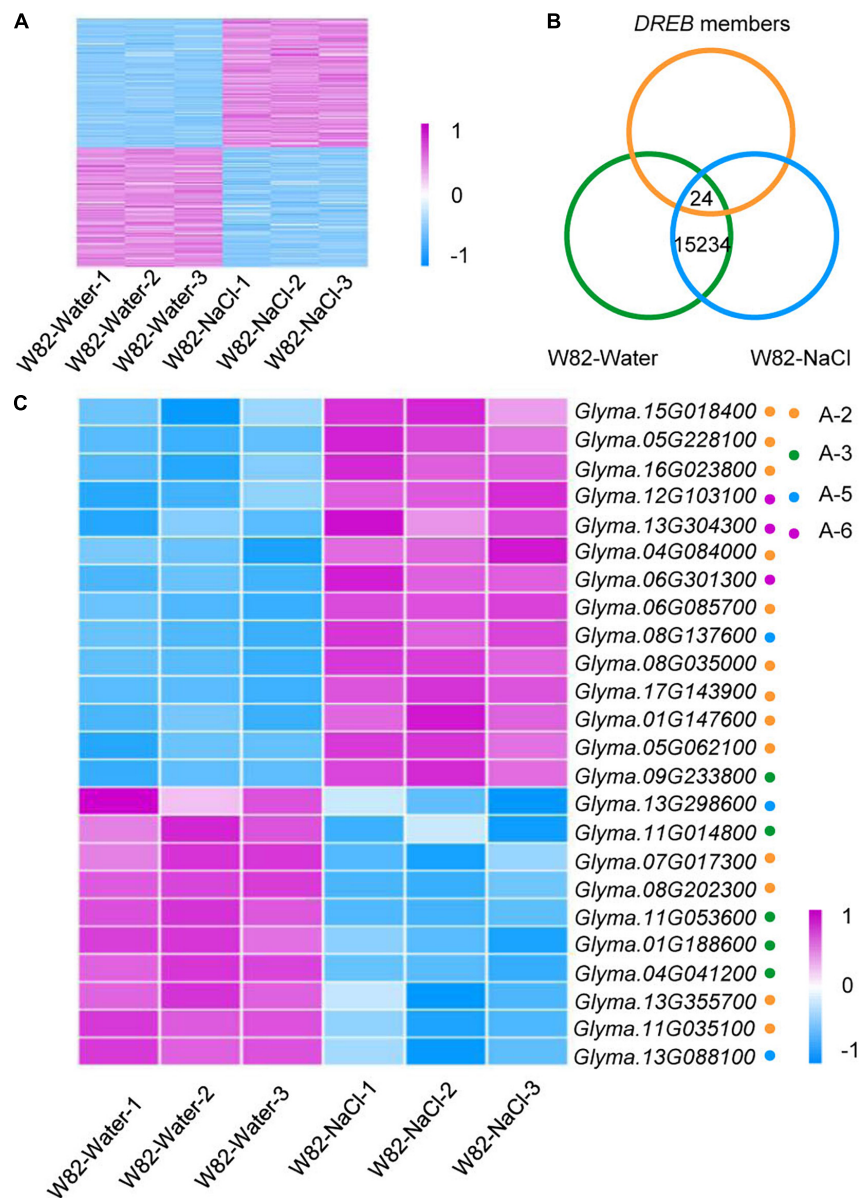 A
1
0
-1
W82-Water-1
W82-Water-2
W82-Water-3
W82-NaCl-1
W82-NaCl-2
W82-NaCl-3
B
DREB members
24
15234
W82-Water
W82-NaCl
C
Glyma.15G018400
Glyma.05G228100
Glyma.16G023800
Glyma.12G103100
Glyma.13G304300
Glyma.04G084000
Glyma.06G301300
Glyma.06G085700
Glyma.08G137600
Glyma.08G035000
Glyma.17G143900
Glyma.01G147600
Glyma.05G062100
Glyma.09G233800
Glyma.13G298600
Glyma.11G014800
Glyma.07G017300
Glyma.08G202300
Glyma.11G053600
Glyma.01G188600
Glyma.04G041200
Glyma.13G355700
Glyma.11G035100
Glyma.13G088100
A-2
A-3
A-5
A-6
1
0
-1
W82-Water-1
W82-Water-2
W82-Water-3
W82-NaCl-1
W82-NaCl-2
W82-NaCl-3